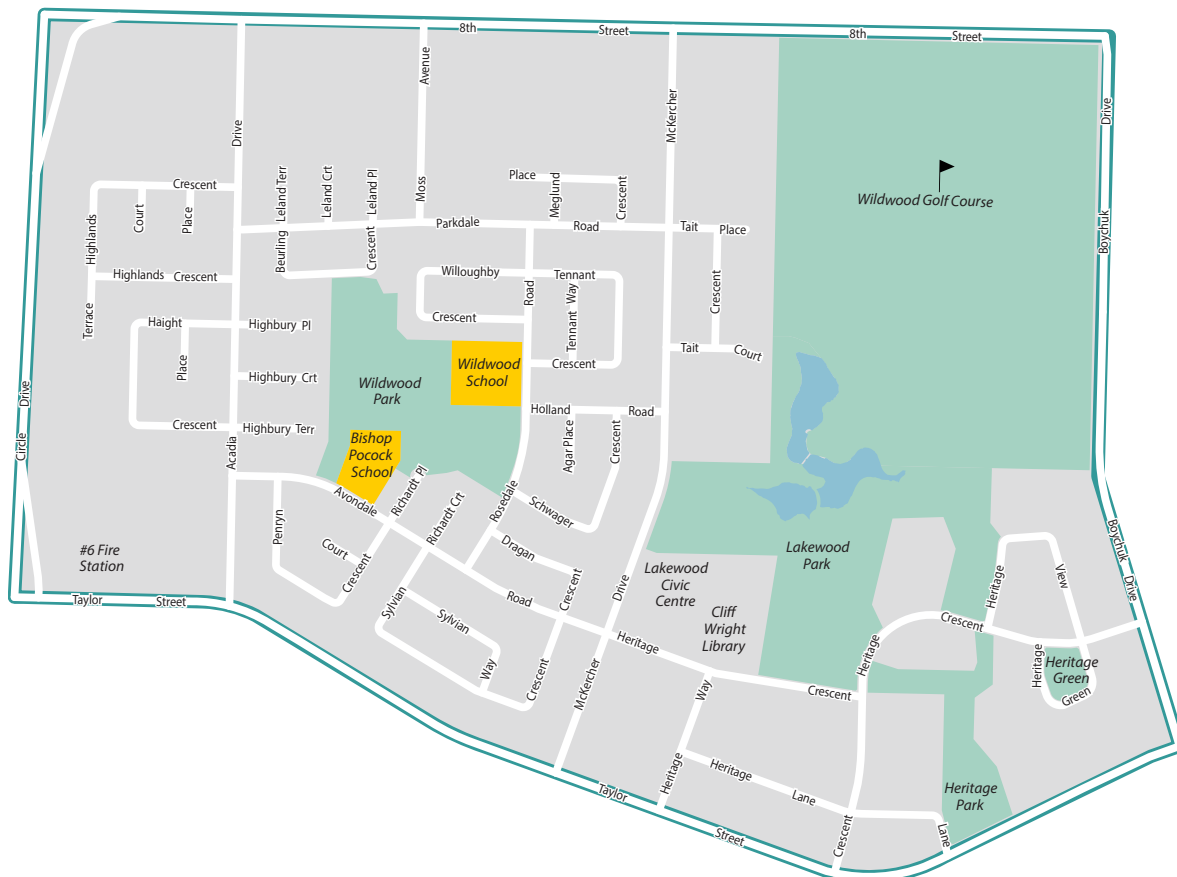 8th
Street
8th
Street
Avenue
Drive
McKercher
Drive
Boychuk
Wildwood Golf Course
Crescent
Court
Place
Highlands
Leland Terr
Leland Crt
Leland Pl
Moss
Place
Meglund
Crescent
Parkdale
Road
Tait
Place
Beurling
Crescent
Highlands
Crescent
Terrace
Willoughby
Tennant
Road
Tennant Way
Crescent
Crescent
Haight
Highbury Pl
Place
Crescent
Tait
Court
Wildwood
School
Highbury Crt
Wildwood
Park
Crescent
Highbury Terr
Holland
Road
Agar Place
Crescent
Drive
Circle
Acadia
Bishop
Pocock
School
Avondale
Richardt Pl
Richardt Crt
Rosedale
Schwager
Penryn
Court
Crescent
Dragan
Crescent
#6 Fire
Station
Taylor
Street
Sylvian
Sylvian
Way
Crescent
Road
Drive
McKercher
Lakewood
Civic
Centre
Cliff
Wright
Library
Lakewood
Park
Heritage
Crescent
Heritage
Crescent
Heritage
View
Boychuk
Drive
Heritage
Green
Heritage
Green
Way
Heritage
Heritage
Lane
Crescent
Lane
Heritage
Park
Taylor
Street